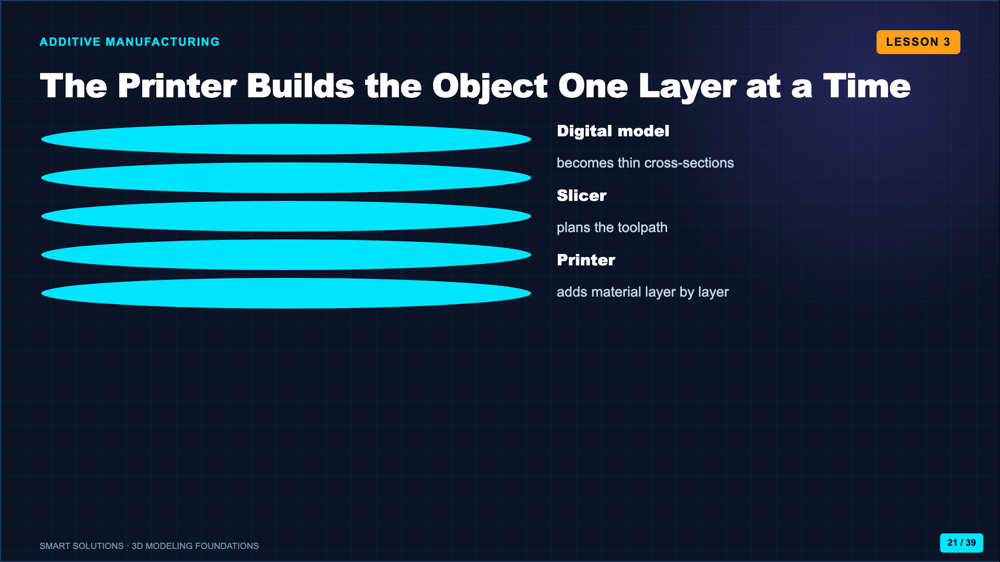 ADDITIVE MANUFACTURING
LESSON 3
The Printer Builds the Object One Layer at a Time
Digital model
becomes thin cross-sections
Slicer
plans the toolpath
Printer
adds material layer by layer
SMART SOLUTIONS · 3D MODELING FOUNDATIONS
21 / 39